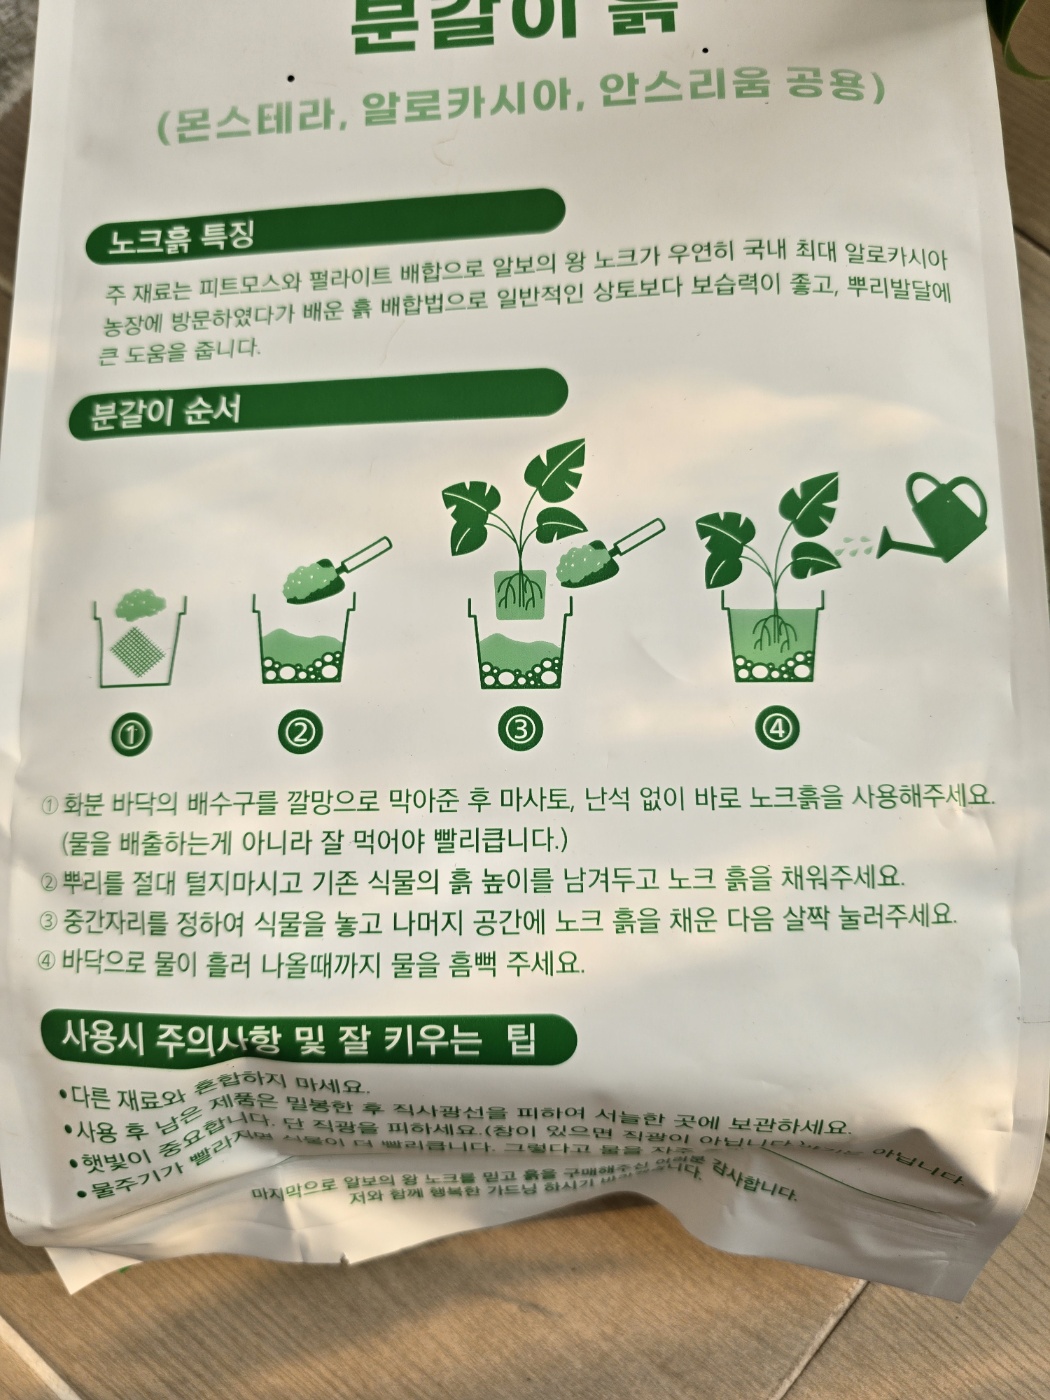 분갈이 흙
(몬스테라, 알로카시아, 안스리움 공용)
노크흙 특징
주 재료는 피트모스와 펄라이트 배합으로 알보의 왕 노크가 우연히 국내 최대 알로카시아
농장에 방문하였다가 배운 흙 배합법으로 일반적인 상토보다 보습력이 좋고, 뿌리발달에
큰 도움을 줍니다.
분갈이 순서
① ② ③ ④
① 화분 바닥의 배수구를 깔망으로 막아준 후 마사토, 난석 없이 바로 노크흙을 사용해주세요.
(물을 배출하는게 아니라 잘 먹어야 빨리큽니다.)
② 뿌리를 절대 털지마시고 기존 식물의 흙 높이를 남겨두고 노크 흙을 채워주세요.
③ 중간자리를 정하여 식물을 놓고 나머지 공간에 노크 흙을 채운 다음 살짝 눌러주세요.
④ 바닥으로 물이 흘러 나올때까지 물을 흠뻑 주세요.
사용시 주의사항 및 잘 키우는 팁
•다른 재료와 혼합하지 마세요.
•사용 후 남은 제품은 밀봉한 후 직사광선을 피하여 서늘한 곳에 보관하세요.
•햇빛이 중요합니다. 단 직광을 피하세요.(창이 있으면 직광이 아닙니다.)
•물주기가 빨라지면 식물이 더 빨리큽니다. 그렇다고 물을 자주 아닙니다.
마지막으로 알보의 왕 노크를 믿고 흙을 구매해주신 여러분 감사합니다.
저와 함께 행복한 가드닝 하시기